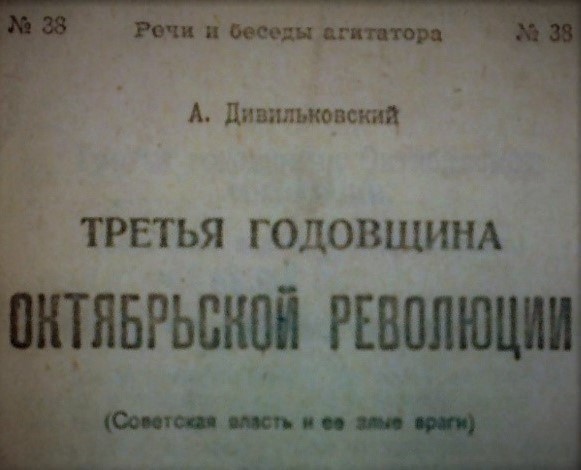 № 38 Речи и беседы агитатора № 38
А. Дивильковский
ТРЕТЬЯ ГОДОВЩИНА
ОКТЯБРЬСКОЙ РЕВОЛЮЦИИ
(Советская власть и ее злые враги)